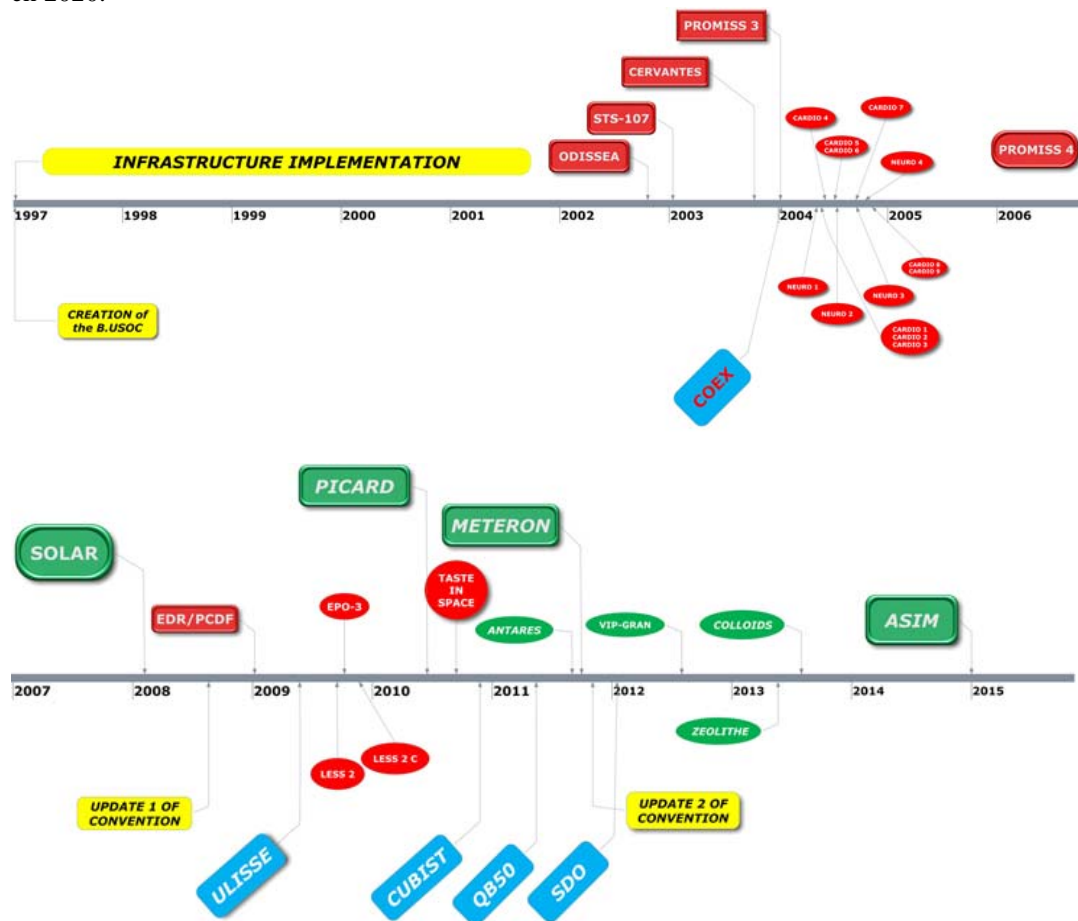 en 2020.
PROMISS 3
CERVANTES
STS-107
CARDIO 4
CARDIO 7
CARDIO 5
CARDIO 6
INFRASTRUCTURE IMPLEMENTATION
ODISSEA
NEURO 4
PROMISS 4
1997 1998 1999 2000 2001 2002 2003 2004 2005 2006
CREATION of
the B.USOC
CARDIO 8
CARDIO 9
NEURO 1
NEURO 3
NEURO 2
CARDIO 1
CARDIO 2
CARDIO 3
COEX
PICARD
METERON
SOLAR
TASTE
IN
SPACE
EDR/PCDF
EPO-3
ANTARES
VIP-GRAN
COLLOIDS
ASIM
2007 2008 2009 2010 2011 2012 2013 2014 2015
ZEOLITHE
LESS 2
LESS 2 C
UPDATE 1 OF
CONVENTION
UPDATE 2 OF
CONVENTION
ULISSE
CUBIST
QB50
SDO